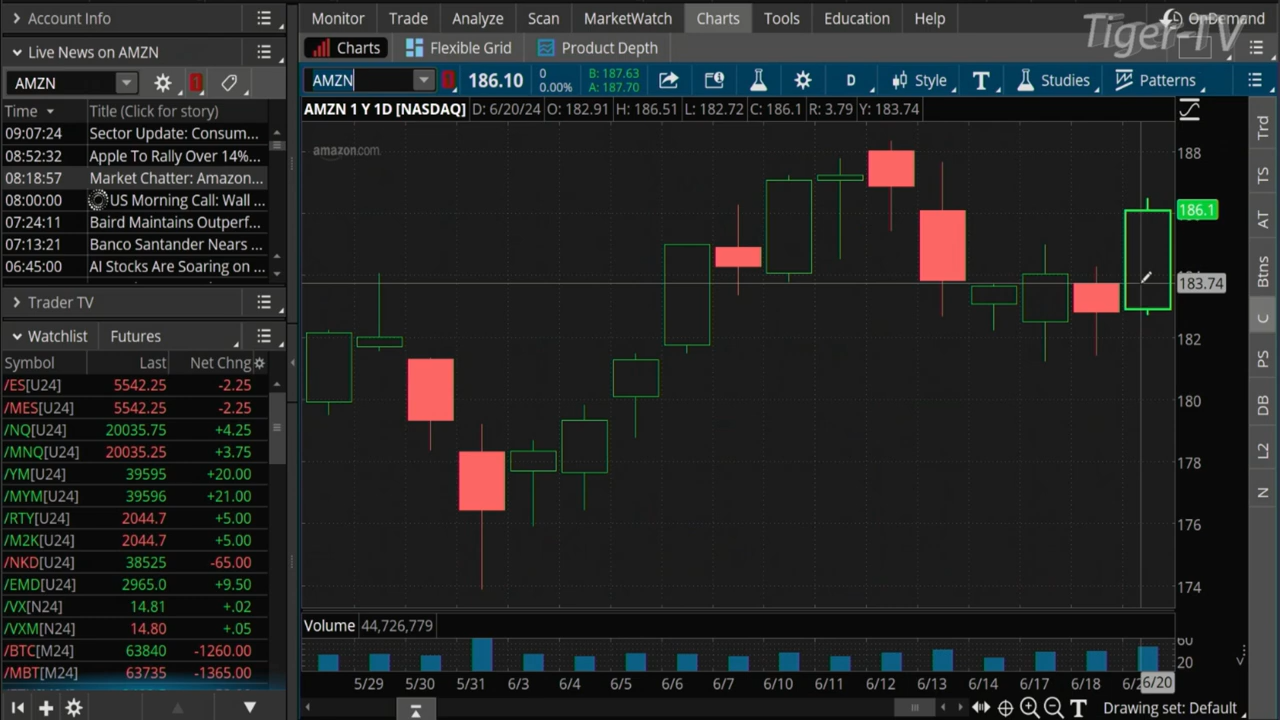 Account Info
Monitor Trade Analyze Scan MarketWatch Charts Tools Education Help OnDemand
Tiger-TV
Live News on AMZN
Charts Flexible Grid Product Depth
AMZN
AMZN 186.10 0 0.00% B: 187.63 A: 187.70 D Style T Studies Patterns
Time Title (Click for story)
AMZN 1 Y 1D [NASDAQ] D: 6/20/24 O: 182.91 H: 186.51 L: 182.72 C: 186.1 R: 3.79 Y: 183.74
amazon.com
09:07:24 Sector Update: Consum...
08:52:32 Apple To Rally Over 14%...
08:18:57 Market Chatter: Amazon...
08:00:00 US Morning Call: Wall ...
07:24:11 Baird Maintains Outperf...
07:13:21 Banco Santander Nears ...
06:45:00 AI Stocks Are Soaring on ...
Trader TV
Watchlist Futures
Symbol Last Net Chng
/ES[U24] 5542.25 -2.25
/MES[U24] 5542.25 -2.25
/NQ[U24] 20035.75 +4.25
/MNQ[U24] 20035.25 +3.75
/YM[U24] 39595 +20.00
/MYM[U24] 39596 +21.00
/RTY[U24] 2044.7 +5.00
/M2K[U24] 2044.7 +5.00
/NKD[U24] 38525 -65.00
/EMD[U24] 2965.0 +9.50
/VX[N24] 14.81 +.02
/VXM[N24] 14.80 +.05
/BTC[M24] 63840 -1260.00
/MBT[M24] 63735 -1365.00
188
186.1
183.74
182
180
178
176
174
Volume 44,726,779
60
20
5/29 5/30 5/31 6/3 6/4 6/5 6/6 6/7 6/10 6/11 6/12 6/13 6/14 6/17 6/18 6/20
T Drawing set: Default
Trd
TS
AT
Btns
C
PS
DB
L2
N